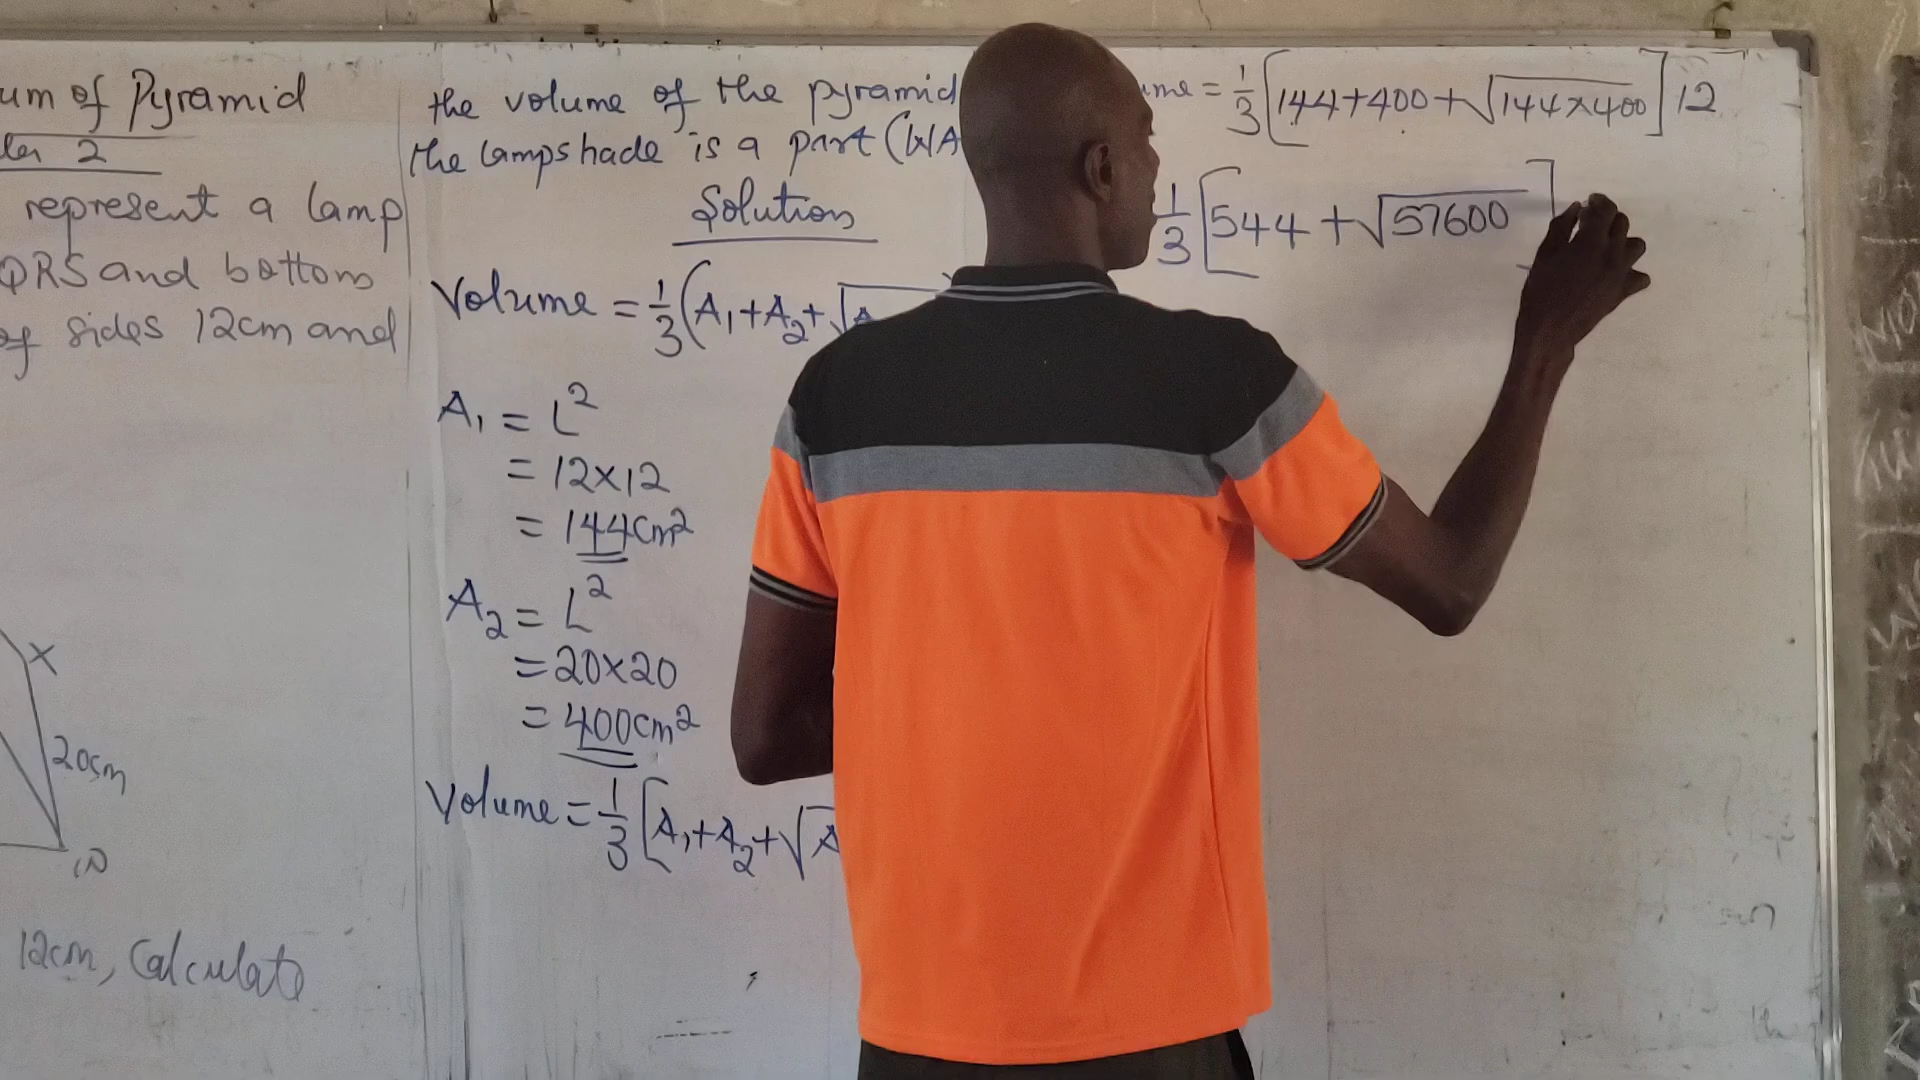 um of Pyramid
2
represent a lamp
QRS and bottom
of sides 12cm and
X
20cm
12cm, Calculate
the volume of the pyramid
the lampshade is a part (WA
Solution
Volume = 1/3 (A₁+A₂+√A
A₁ = L²
= 12×12
= 144cm²
A₂ = L²
= 20×20
= 400cm²
Volume = 1/3 [A₁+A₂+√A
ume = 1/3 [144+400+√144×400] 12
1/3 [544+√57600]